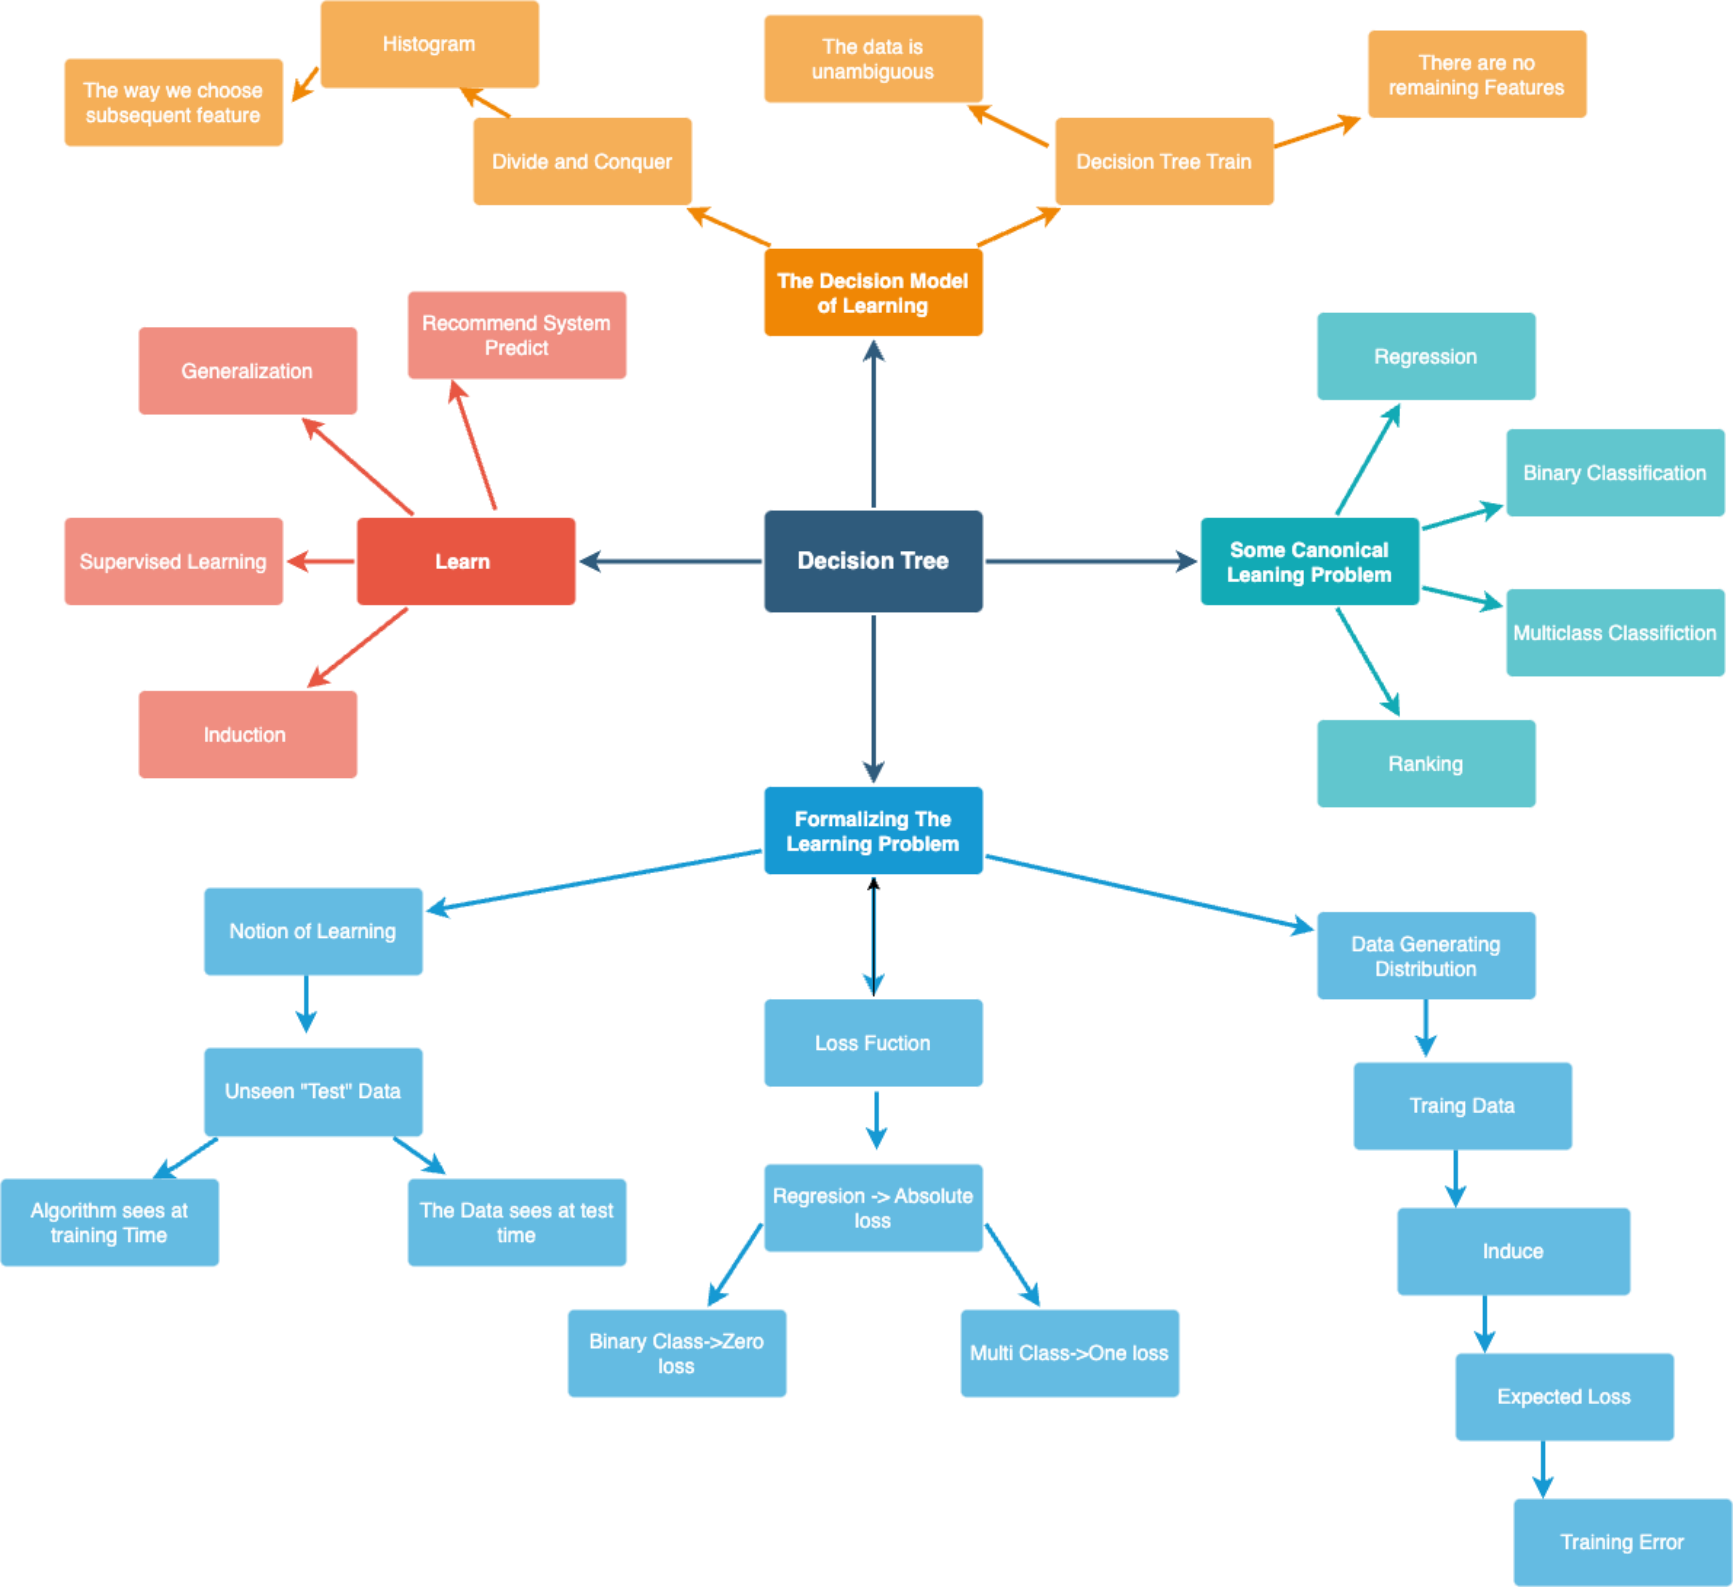 Histogram
The way we choose
subsequent feature
Divide and Conquer
The data is
unambiguous
There are no
remaining Features
Decision Tree Train
The Decision Model
of Learning
Recommend System
Predict
Generalization
Supervised Learning
Learn
Induction
Decision Tree
Some Canonical
Leaning Problem
Regression
Binary Classification
Multiclass Classifiction
Ranking
Formalizing The
Learning Problem
Notion of Learning
Unseen "Test" Data
Algorithm sees at
training Time
The Data sees at test
time
Loss Fuction
Regresion -> Absolute
loss
Binary Class->Zero
loss
Multi Class->One loss
Data Generating
Distribution
Traing Data
Induce
Expected Loss
Training Error